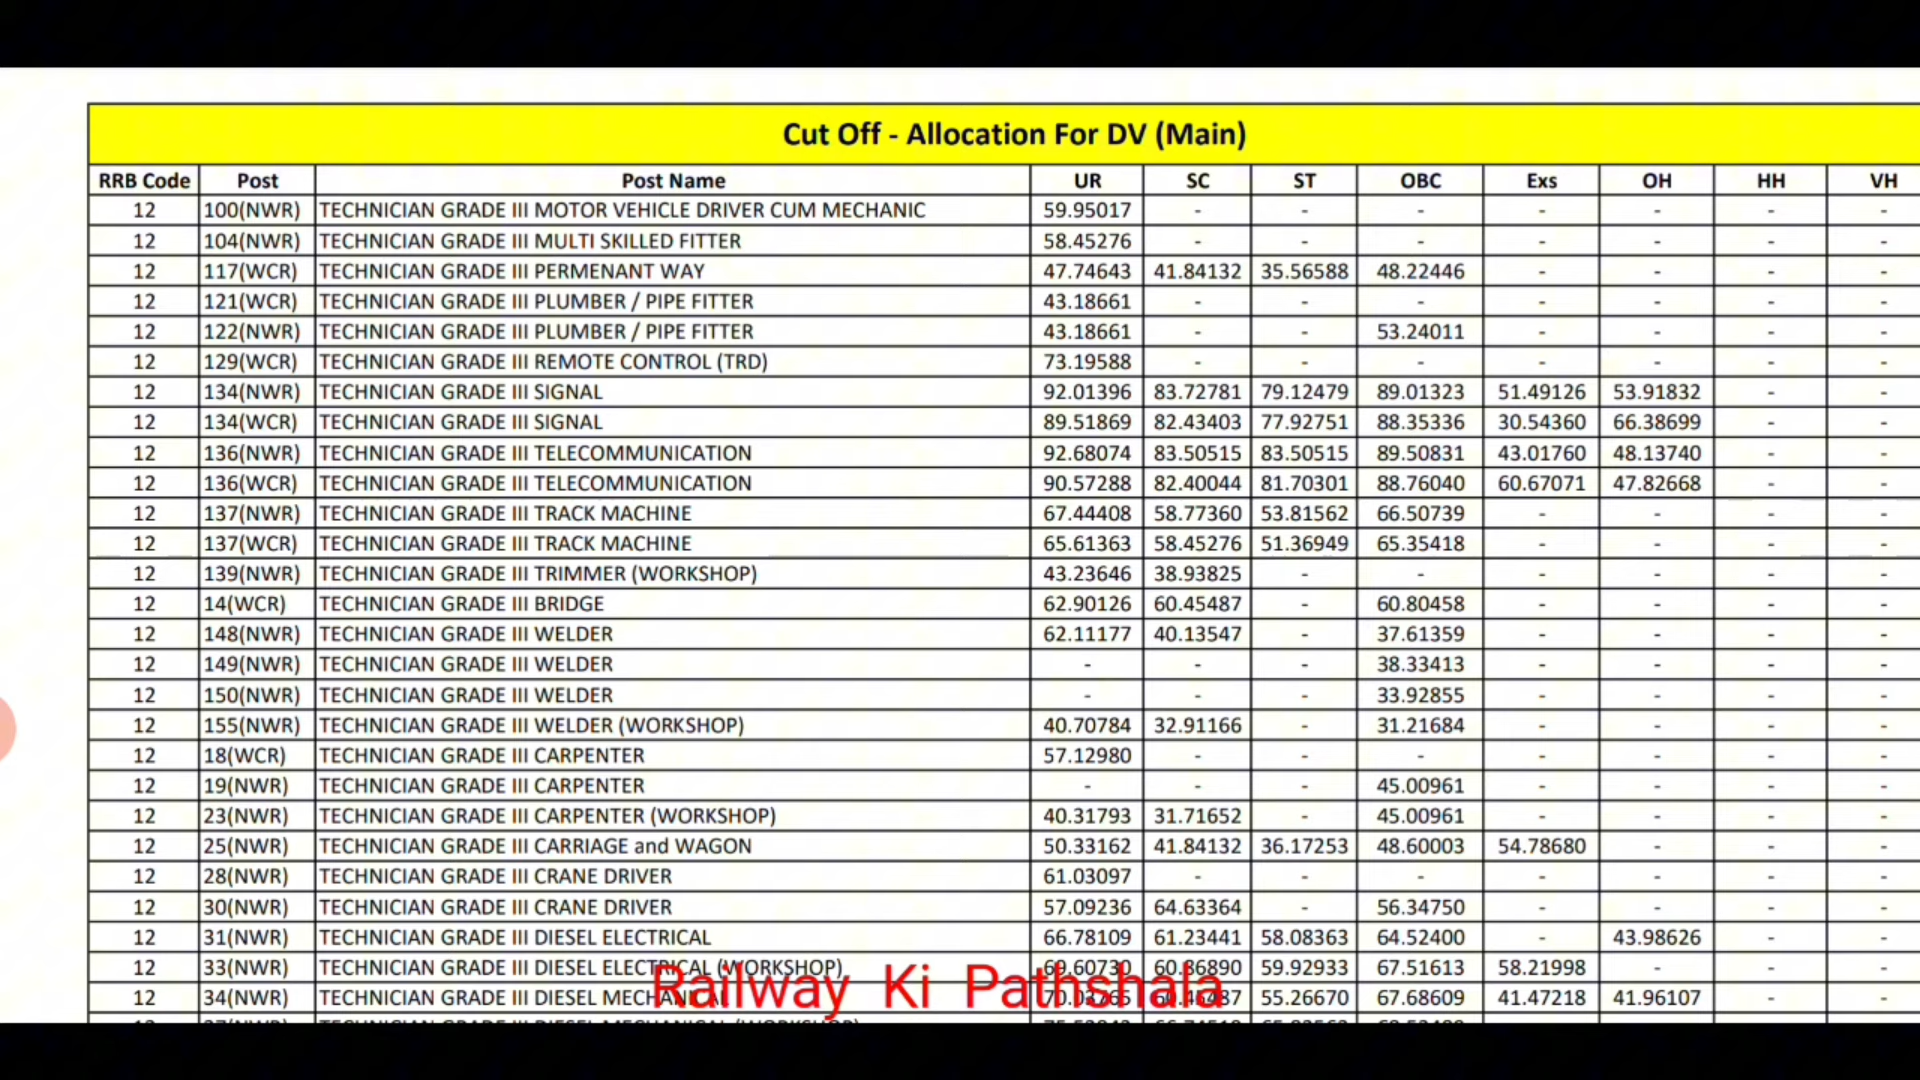 Cut Off - Allocation For DV (Main)
RRB Code Post Post Name UR SC ST OBC Exs OH HH VH
12 100(NWR) TECHNICIAN GRADE III MOTOR VEHICLE DRIVER CUM MECHANIC 59.95017 - - - - - - -
12 104(NWR) TECHNICIAN GRADE III MULTI SKILLED FITTER 58.45276 - - - - - - -
12 117(WCR) TECHNICIAN GRADE III PERMENANT WAY 47.74643 41.84132 35.56588 48.22446 - - - -
12 121(WCR) TECHNICIAN GRADE III PLUMBER / PIPE FITTER 43.18661 - - - - - - -
12 122(NWR) TECHNICIAN GRADE III PLUMBER / PIPE FITTER 43.18661 - - 53.24011 - - - -
12 129(WCR) TECHNICIAN GRADE III REMOTE CONTROL (TRD) 73.19588 - - - - - - -
12 134(NWR) TECHNICIAN GRADE III SIGNAL 92.01396 83.72781 79.12479 89.01323 51.49126 53.91832 - -
12 134(WCR) TECHNICIAN GRADE III SIGNAL 89.51869 82.43403 77.92751 88.35336 30.54360 66.38699 - -
12 136(NWR) TECHNICIAN GRADE III TELECOMMUNICATION 92.68074 83.50515 83.50515 89.50831 43.01760 48.13740 - -
12 136(WCR) TECHNICIAN GRADE III TELECOMMUNICATION 90.57288 82.40044 81.70301 88.76040 60.67071 47.82668 - -
12 137(NWR) TECHNICIAN GRADE III TRACK MACHINE 67.44408 58.77360 53.81562 66.50739 - - - -
12 137(WCR) TECHNICIAN GRADE III TRACK MACHINE 65.61363 58.45276 51.36949 65.35418 - - - -
12 139(NWR) TECHNICIAN GRADE III TRIMMER (WORKSHOP) 43.23646 38.93825 - - - - - -
12 14(WCR) TECHNICIAN GRADE III BRIDGE 62.90126 60.45487 - 60.80458 - - - -
12 148(NWR) TECHNICIAN GRADE III WELDER 62.11177 40.13547 - 37.61359 - - - -
12 149(NWR) TECHNICIAN GRADE III WELDER - - - 38.33413 - - - -
12 150(NWR) TECHNICIAN GRADE III WELDER - - - 33.92855 - - - -
12 155(NWR) TECHNICIAN GRADE III WELDER (WORKSHOP) 40.70784 32.91166 - 31.21684 - - - -
12 18(WCR) TECHNICIAN GRADE III CARPENTER 57.12980 - - - - - - -
12 19(NWR) TECHNICIAN GRADE III CARPENTER - - - 45.00961 - - - -
12 23(NWR) TECHNICIAN GRADE III CARPENTER (WORKSHOP) 40.31793 31.71652 - 45.00961 - - - -
12 25(NWR) TECHNICIAN GRADE III CARRIAGE and WAGON 50.33162 41.84132 36.17253 48.60003 54.78680 - - -
12 28(NWR) TECHNICIAN GRADE III CRANE DRIVER 61.03097 - - - - - - -
12 30(NWR) TECHNICIAN GRADE III CRANE DRIVER 57.09236 64.63364 - 56.34750 - - - -
12 31(NWR) TECHNICIAN GRADE III DIESEL ELECTRICAL 66.78109 61.23441 58.08363 64.52400 - 43.98626 - -
12 33(NWR) TECHNICIAN GRADE III DIESEL ELECTRICAL (WORKSHOP) 60.86890 59.92933 67.51613 58.21998 - - -
12 34(NWR) TECHNICIAN GRADE III DIESEL 55.26670 67.68609 41.47218 41.96107 - -
Railway Ki Pathshala